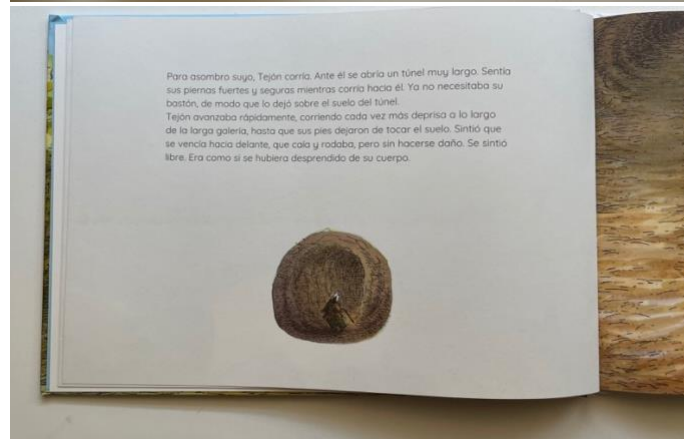 Para asombro suyo, Tejón corría. Ante él se abría un túnel muy largo. Sentía
sus piernas fuertes y seguras mientras corría hacia él. Ya no necesitaba su
bastón, de modo que lo dejó sobre el suelo del túnel.
Tejón avanzaba rápidamente, corriendo cada vez más deprisa a lo largo
de la larga galería, hasta que sus pies dejaron de tocar el suelo. Sintió que
se vencía hacia delante, que caía y rodaba, pero sin hacerse daño. Se sintió
libre. Era como si se hubiera desprendido de su cuerpo.